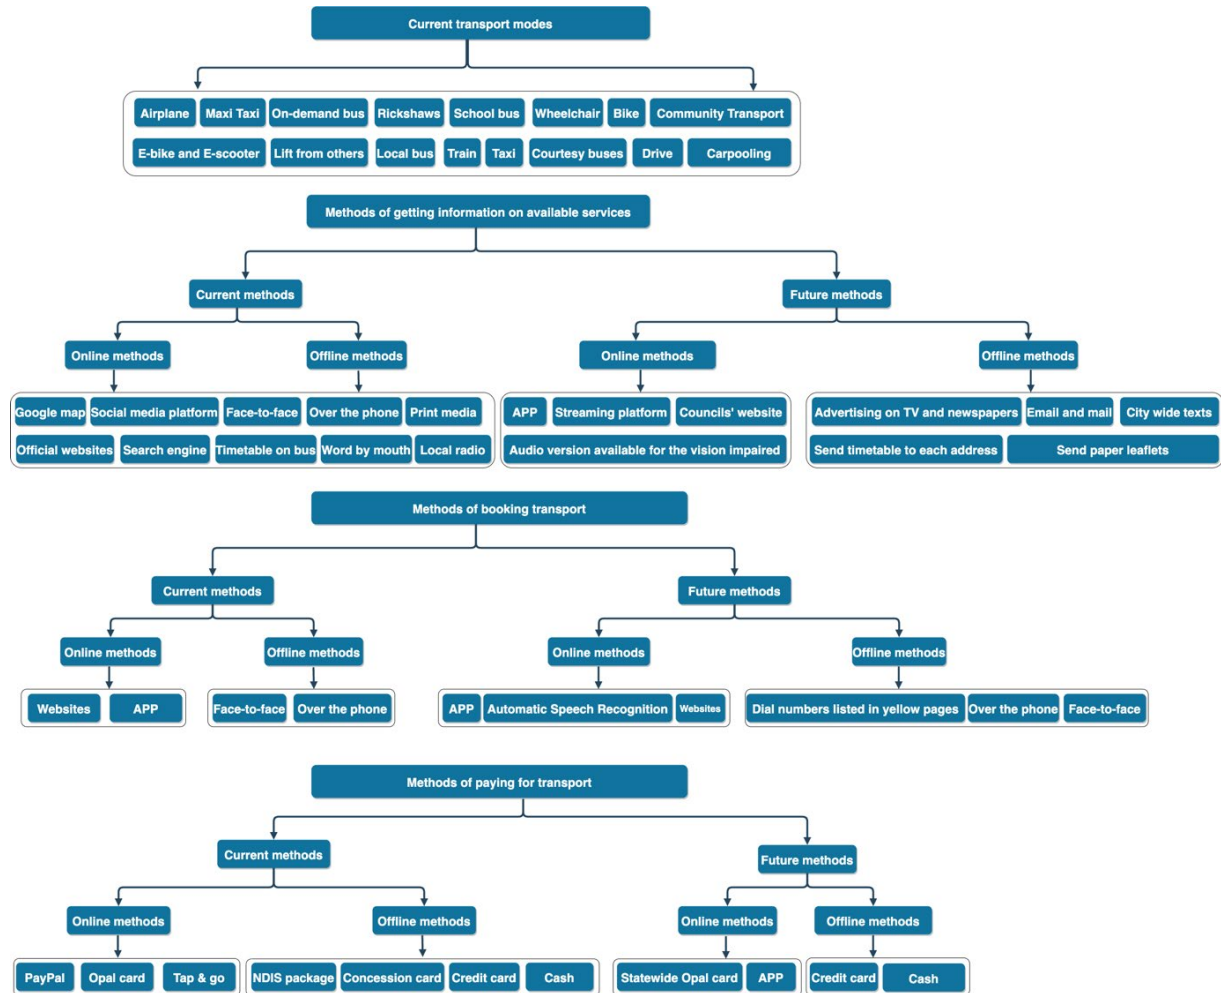 Current transport modes
Airplane Maxi Taxi On-demand bus Rickshaws School bus Wheelchair Bike Community Transport
E-bike and E-scooter Lift from others Local bus Train Taxi Courtesy buses Drive Carpooling
Methods of getting information on available services
Current methods Future methods
Online methods Offline methods Online methods Offline methods
Google map Social media platform Face-to-face Over the phone Print media APP Streaming platform Councils' website Advertising on TV and newspapers Email and mail City wide texts
Official websites Search engine Timetable on bus Word by mouth Local radio Audio version available for the vision impaired Send timetable to each address Send paper leaflets
Methods of booking transport
Current methods Future methods
Online methods Offline methods Online methods Offline methods
Websites APP Face-to-face Over the phone APP Automatic Speech Recognition Websites Dial numbers listed in yellow pages Over the phone Face-to-face
Methods of paying for transport
Current methods Future methods
Online methods Offline methods Online methods Offline methods
PayPal Opal card Tap & go NDIS package Concession card Credit card Cash Statewide Opal card APP Credit card Cash